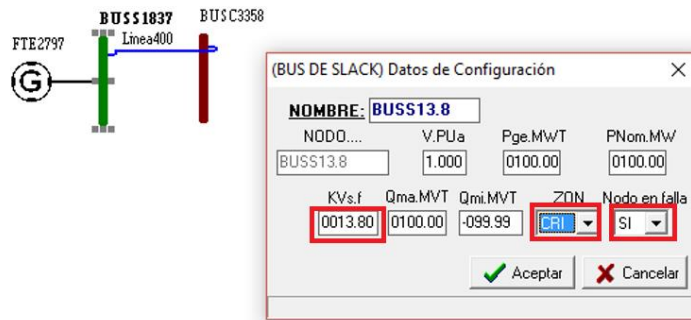 BUSS1837 BUSC3358
FTE2797 Linea400
G
(BUS DE SLACK) Datos de Configuración
NOMBRE: BUSS13.8
NODO.... V.PUa Pge.MWT PNom.MW
BUSS13.8 1.000 0100.00 0100.00
KVs.f Qma.MVT Qmi.MVT ZON Nodo en falla
0013.80 0100.00 -099.99 CRI SI
Aceptar Cancelar